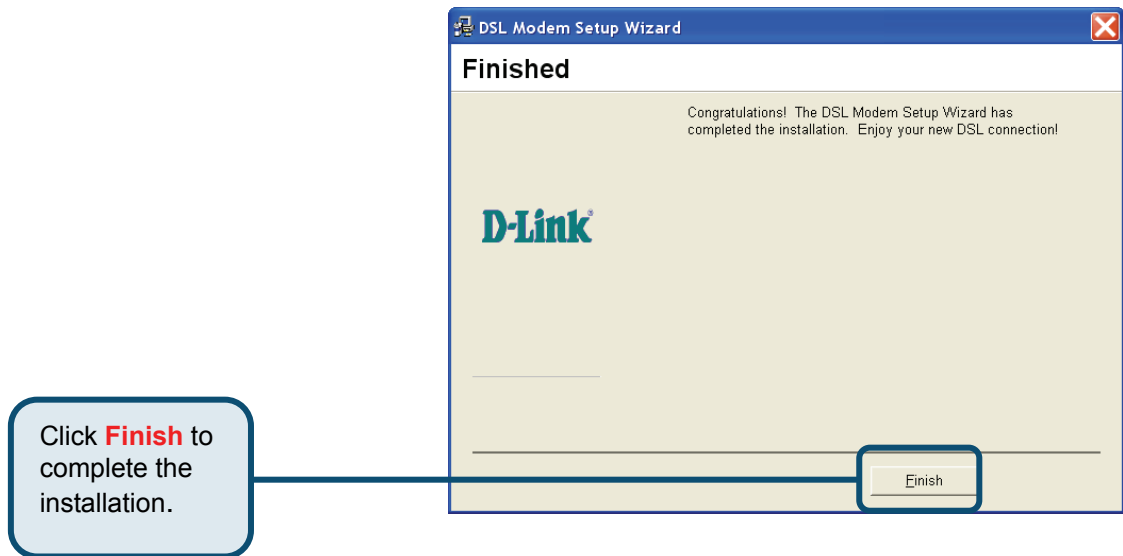 DSL Modem Setup Wizard
Finished
Congratulations! The DSL Modem Setup Wizard has
completed the installation. Enjoy your new DSL connection!
D-Link®
Click Finish to
complete the
installation.
Finish